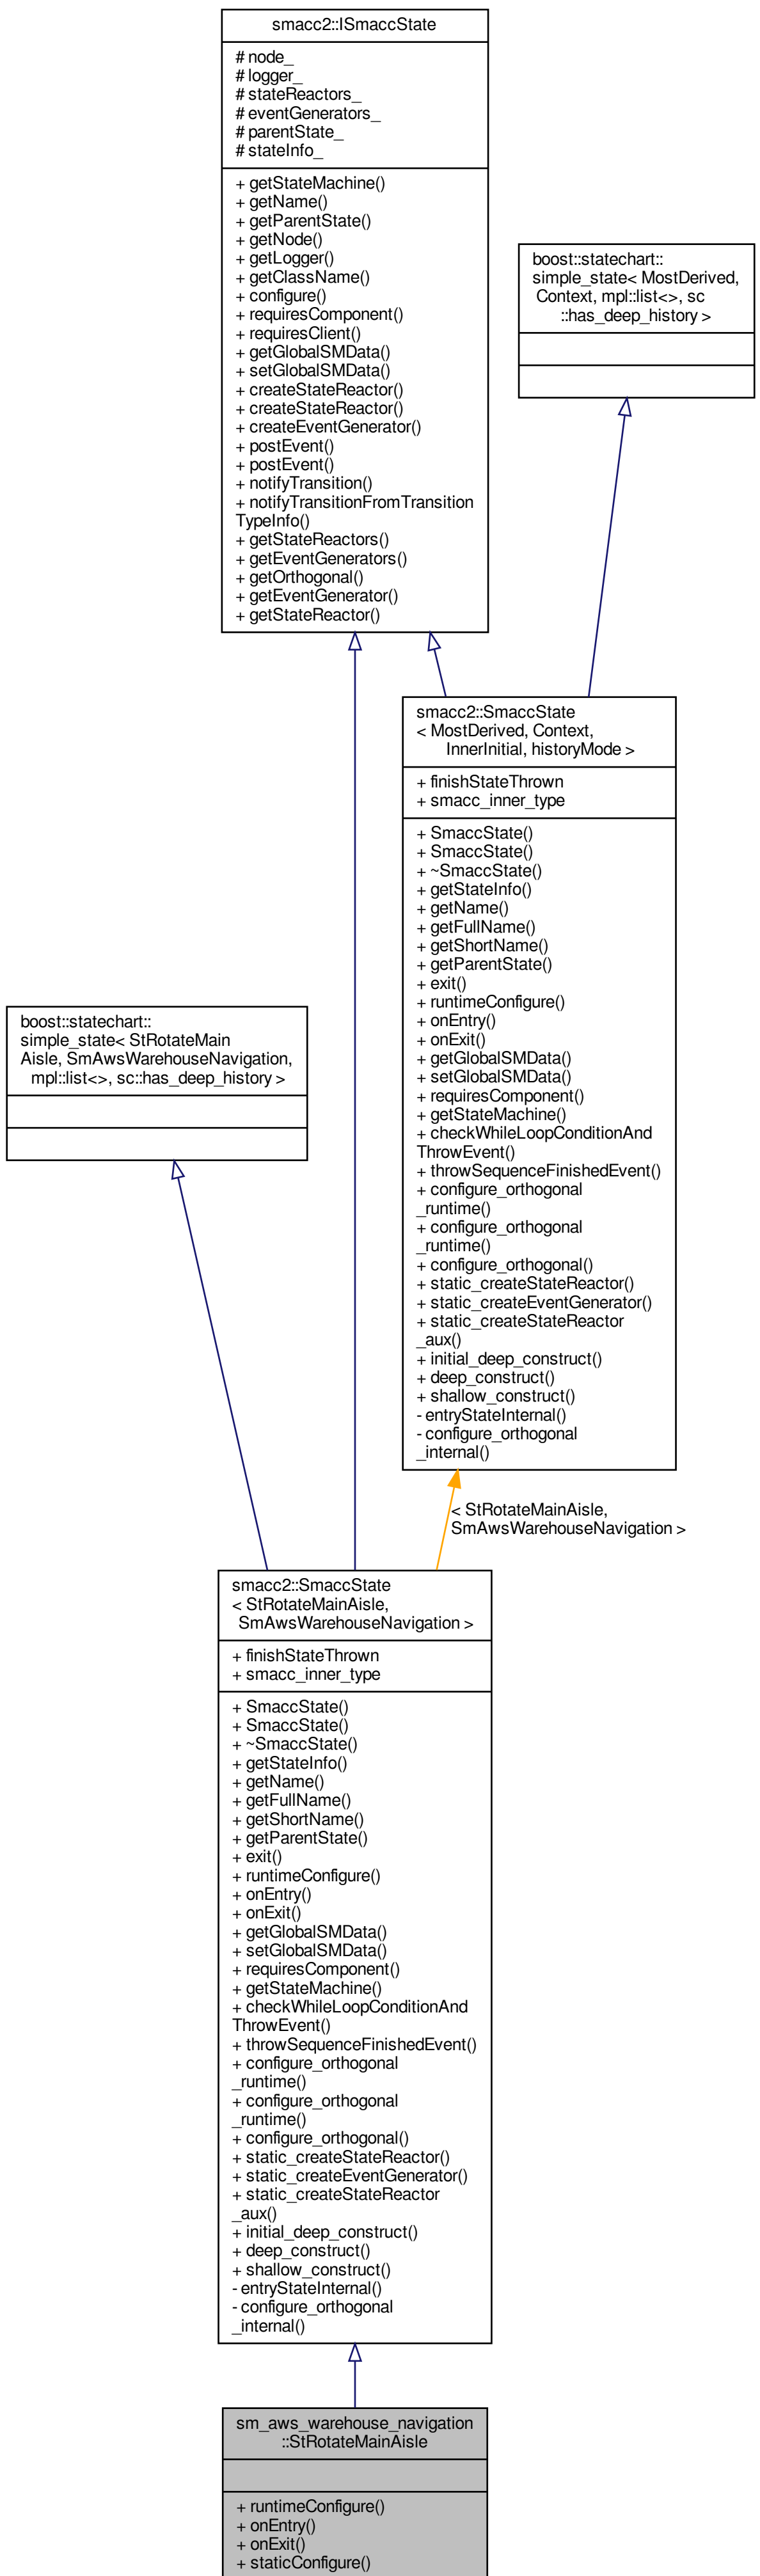 smacc2::ISmaccState
# node_
# logger_
# stateReactors_
# eventGenerators_
# parentState_
# stateInfo_
+ getStateMachine()
+ getName()
+ getParentState()
+ getNode()
+ getLogger()
+ getClassName()
+ configure()
+ requiresComponent()
+ requiresClient()
+ getGlobalSMData()
+ setGlobalSMData()
+ createStateReactor()
+ createStateReactor()
+ createEventGenerator()
+ postEvent()
+ postEvent()
+ notifyTransition()
+ notifyTransitionFromTransition
TypeInfo()
+ getStateReactors()
+ getEventGenerators()
+ getOrthogonal()
+ getEventGenerator()
+ getStateReactor()
boost::statechart::
simple_state< MostDerived,
Context, mpl::list<>, sc
::has_deep_history >
smacc2::SmaccState
< MostDerived, Context,
InnerInitial, historyMode >
+ finishStateThrown
+ smacc_inner_type
+ SmaccState()
+ SmaccState()
+ ~SmaccState()
+ getStateInfo()
+ getName()
+ getFullName()
+ getShortName()
+ getParentState()
+ exit()
+ runtimeConfigure()
+ onEntry()
+ onExit()
+ getGlobalSMData()
+ setGlobalSMData()
+ requiresComponent()
+ getStateMachine()
+ checkWhileLoopConditionAnd
ThrowEvent()
+ throwSequenceFinishedEvent()
+ configure_orthogonal
_runtime()
+ configure_orthogonal
_runtime()
+ configure_orthogonal()
+ static_createStateReactor()
+ static_createEventGenerator()
+ static_createStateReactor
_aux()
+ initial_deep_construct()
+ deep_construct()
+ shallow_construct()
- entryStateInternal()
- configure_orthogonal
_internal()
boost::statechart::
simple_state< StRotateMain
Aisle, SmAwsWarehouseNavigation,
mpl::list<>, sc::has_deep_history >
< StRotateMainAisle,
SmAwsWarehouseNavigation >
smacc2::SmaccState
< StRotateMainAisle,
SmAwsWarehouseNavigation >
+ finishStateThrown
+ smacc_inner_type
+ SmaccState()
+ SmaccState()
+ ~SmaccState()
+ getStateInfo()
+ getName()
+ getFullName()
+ getShortName()
+ getParentState()
+ exit()
+ runtimeConfigure()
+ onEntry()
+ onExit()
+ getGlobalSMData()
+ setGlobalSMData()
+ requiresComponent()
+ getStateMachine()
+ checkWhileLoopConditionAnd
ThrowEvent()
+ throwSequenceFinishedEvent()
+ configure_orthogonal
_runtime()
+ configure_orthogonal
_runtime()
+ configure_orthogonal()
+ static_createStateReactor()
+ static_createEventGenerator()
+ static_createStateReactor
_aux()
+ initial_deep_construct()
+ deep_construct()
+ shallow_construct()
- entryStateInternal()
- configure_orthogonal
_internal()
sm_aws_warehouse_navigation
::StRotateMainAisle
+ runtimeConfigure()
+ onEntry()
+ onExit()
+ staticConfigure()